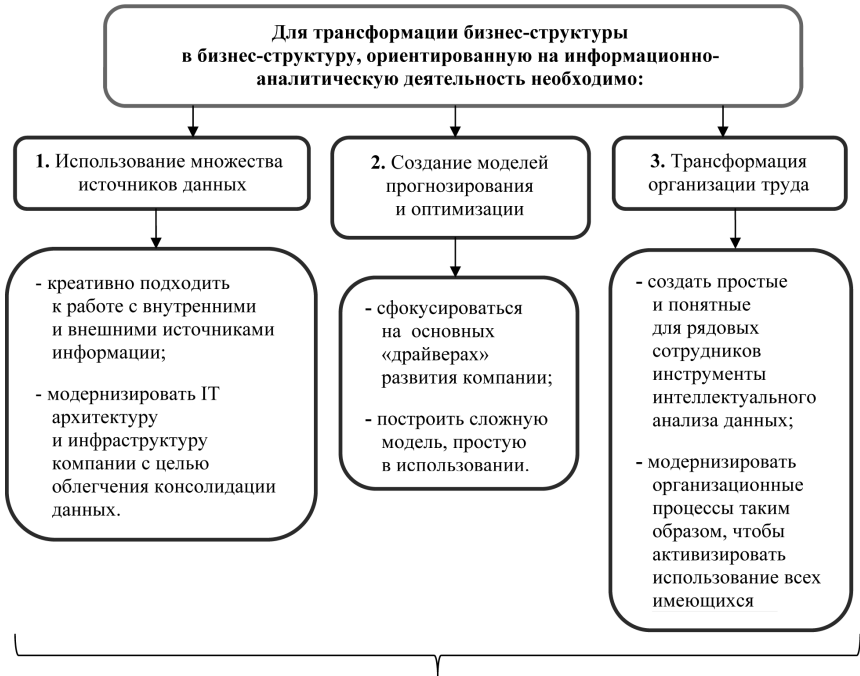 Для трансформации бизнес-структуры
в бизнес-структуру, ориентированную на информационно-
аналитическую деятельность необходимо:
1. Использование множества
источников данных
2. Создание моделей
прогнозирования
и оптимизации
3. Трансформация
организации труда
- креативно подходить
к работе с внутренними
и внешними источниками
информации;
- модернизировать IT
архитектуру
и инфраструктуру
компании с целью
облегчения консолидации
данных.
- сфокусироваться
на основных
«драйверах»
развития компании;
- построить сложную
модель, простую
в использовании.
- создать простые
и понятные
для рядовых
сотрудников
инструменты
интеллектуального
анализа данных;
- модернизировать
организационные
процессы таким
образом, чтобы
активизировать
использование всех
имеющихся